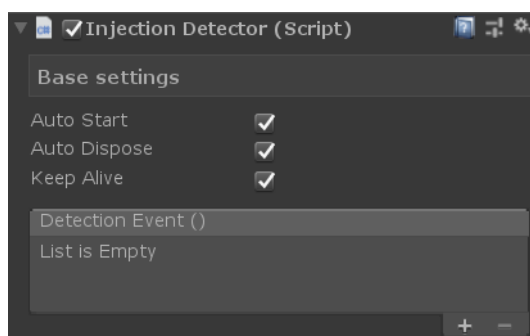 Injection Detector (Script)
Base settings
Auto Start
Auto Dispose
Keep Alive
Detection Event ()
List is Empty